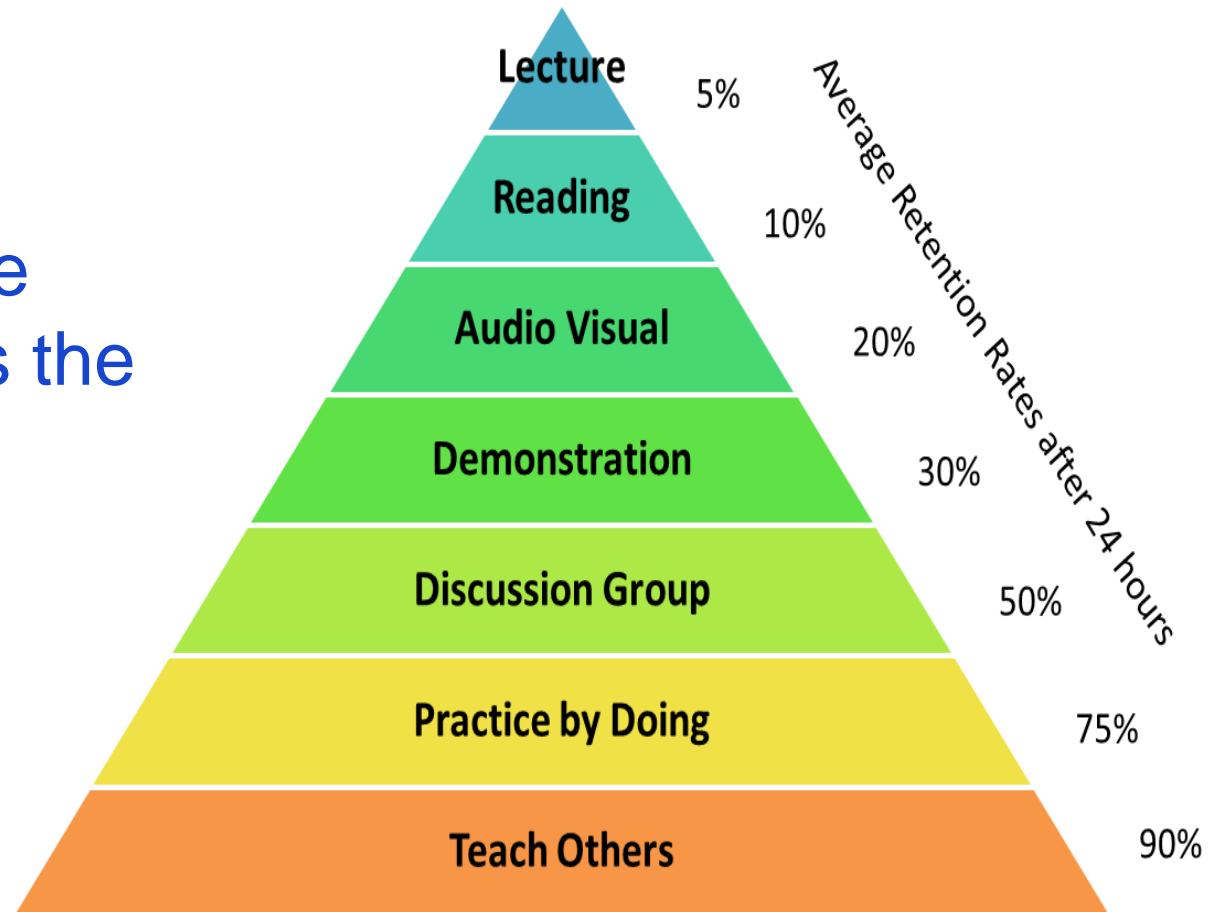 Lecture
5%
Reading
10%
Audio Visual
20%
Demonstration
30%
Discussion Group
50%
Practice by Doing
75%
Teach Others
90%
Average Retention Rates after 24 hours
e
s the